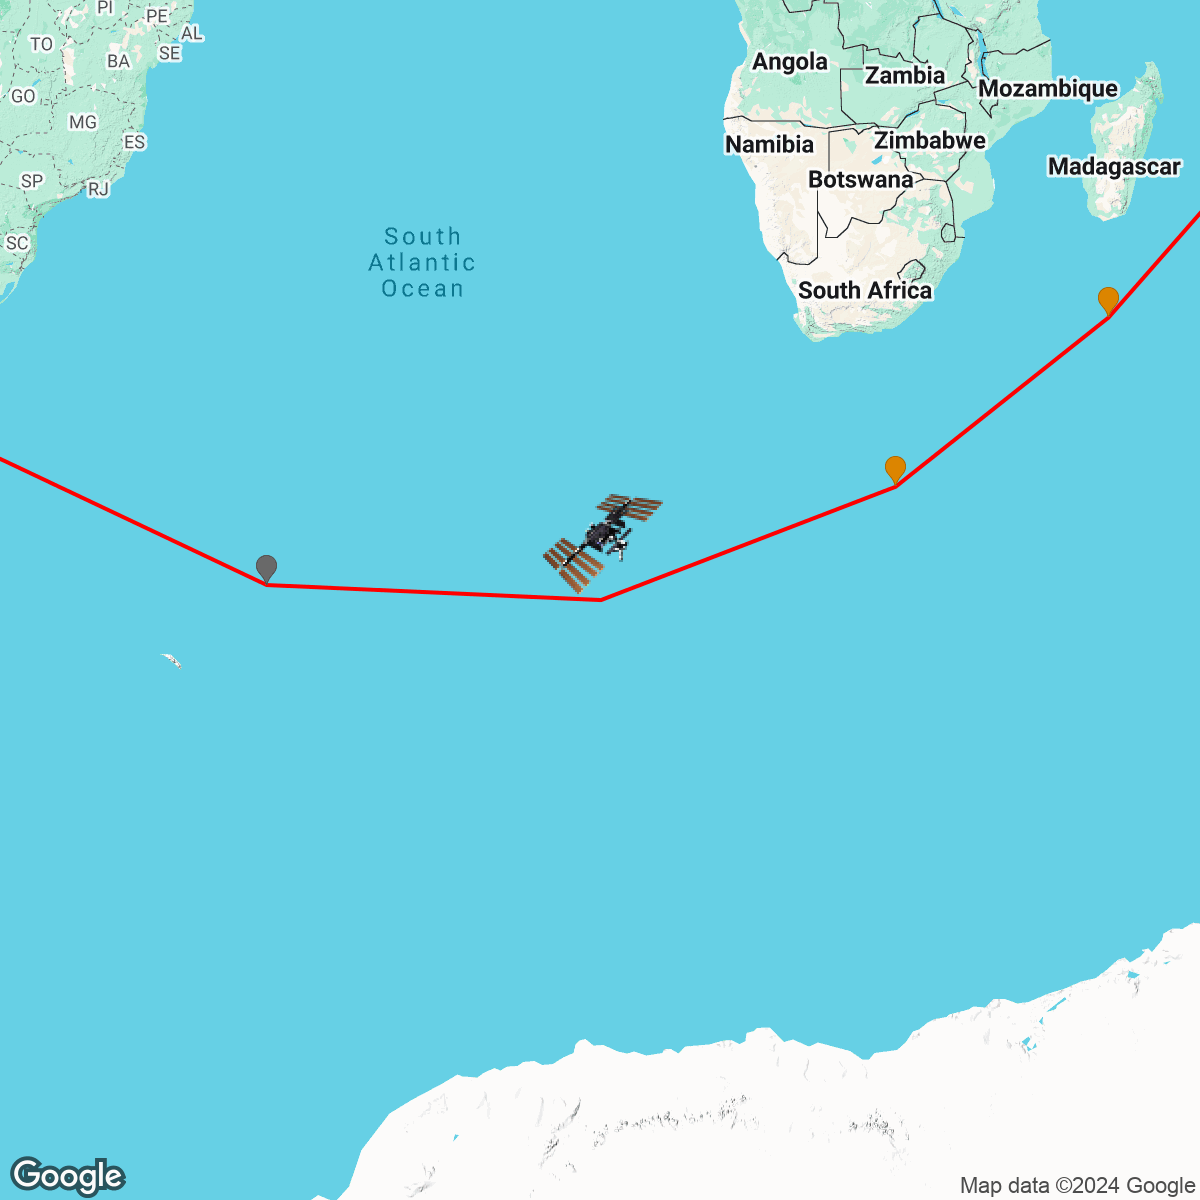 PI
PE
TO
AL
BA
SE
GO
MG
ES
SP
RJ
SC
South
Atlantic
Ocean
Angola
Zambia
Mozambique
Namibia
Zimbabwe
Madagascar
Botswana
South Africa
Google
Map data ©2024 Google